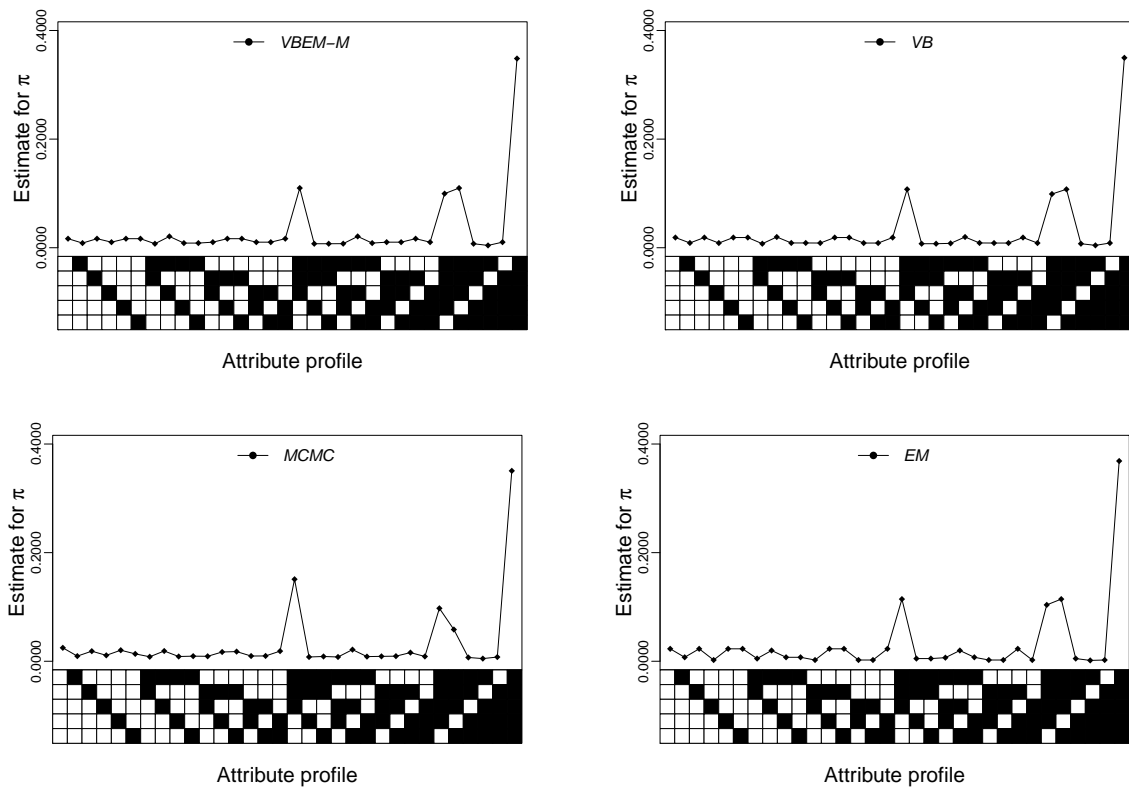 VBEM−M
Estimate for π
0.4000
0.2000
0.0000
Attribute profile
VB
Estimate for π
0.4000
0.2000
0.0000
Attribute profile
MCMC
Estimate for π
0.4000
0.2000
0.0000
Attribute profile
EM
Estimate for π
0.4000
0.2000
0.0000
Attribute profile